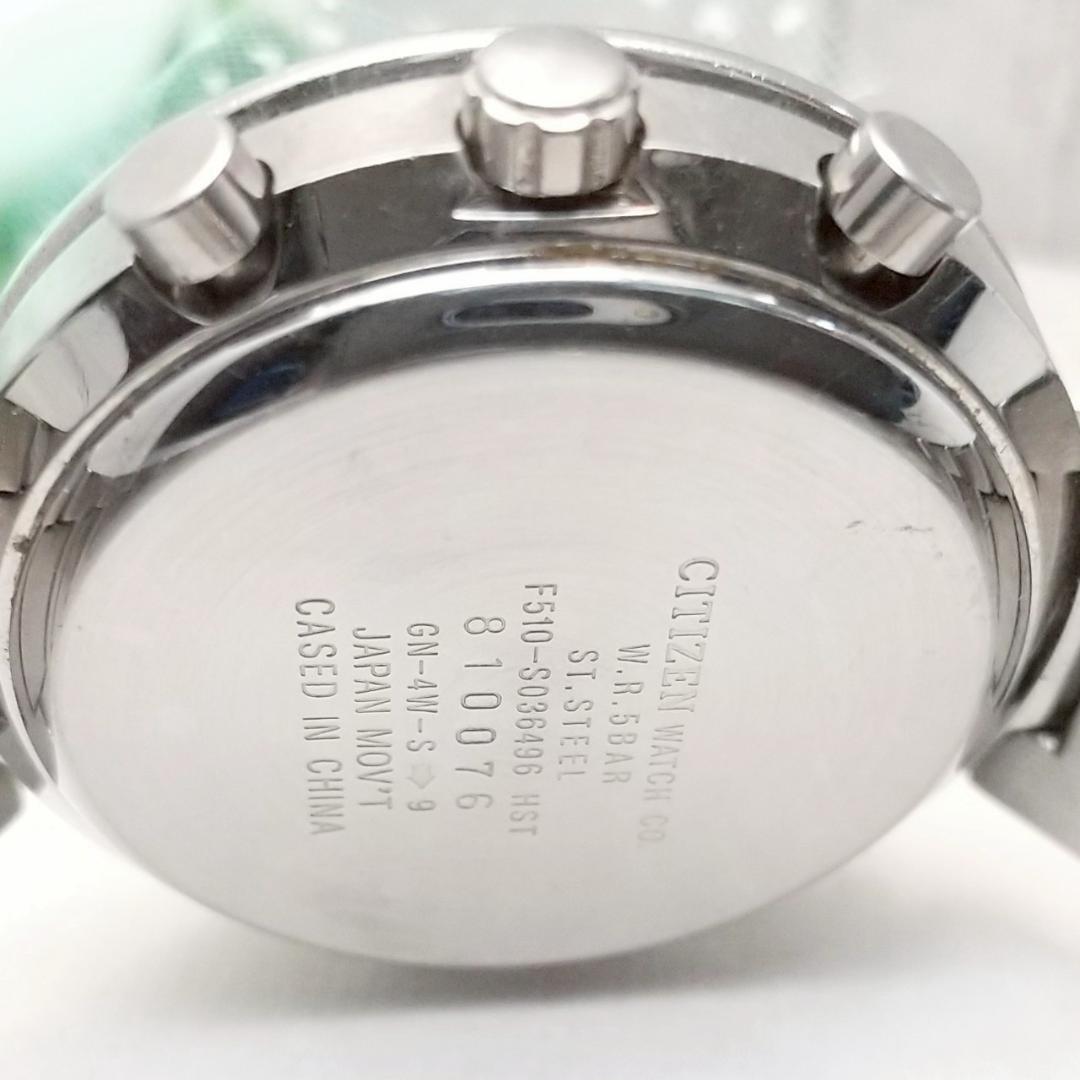 CITIZEN WATCH CO.
W.R.5BAR
ST.STEEL
F510-S036496 HST
810076
GN-4W-S ⇨ 9
JAPAN MOV'T
CASED IN CHINA